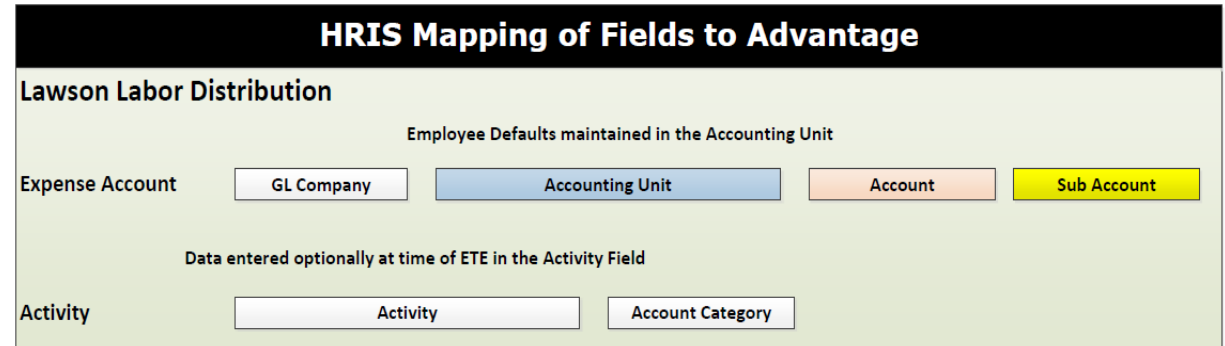 HRIS Mapping of Fields to Advantage
Lawson Labor Distribution
Employee Defaults maintained in the Accounting Unit
Expense Account GL Company Accounting Unit Account Sub Account
Data entered optionally at time of ETE in the Activity Field
Activity Activity Account Category